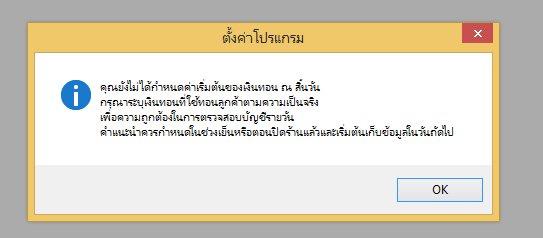 ตั้งค่าโปรแกรม
คุณยังไม่ได้กำหนดค่าเริ่มต้นของเงินทอน ณ สิ้นวัน
กรุณาระบุเงินทอนที่ใช้ทอนลูกค้าตามความเป็นจริง
เพื่อความถูกต้องในการตรวจสอบบัญชีรายวัน
คำแนะนำควรกำหนดในช่วงเย็นหรือตอนปิดร้านแล้วและเริ่มต้นเก็บข้อมูลในวันถัดไป
OK